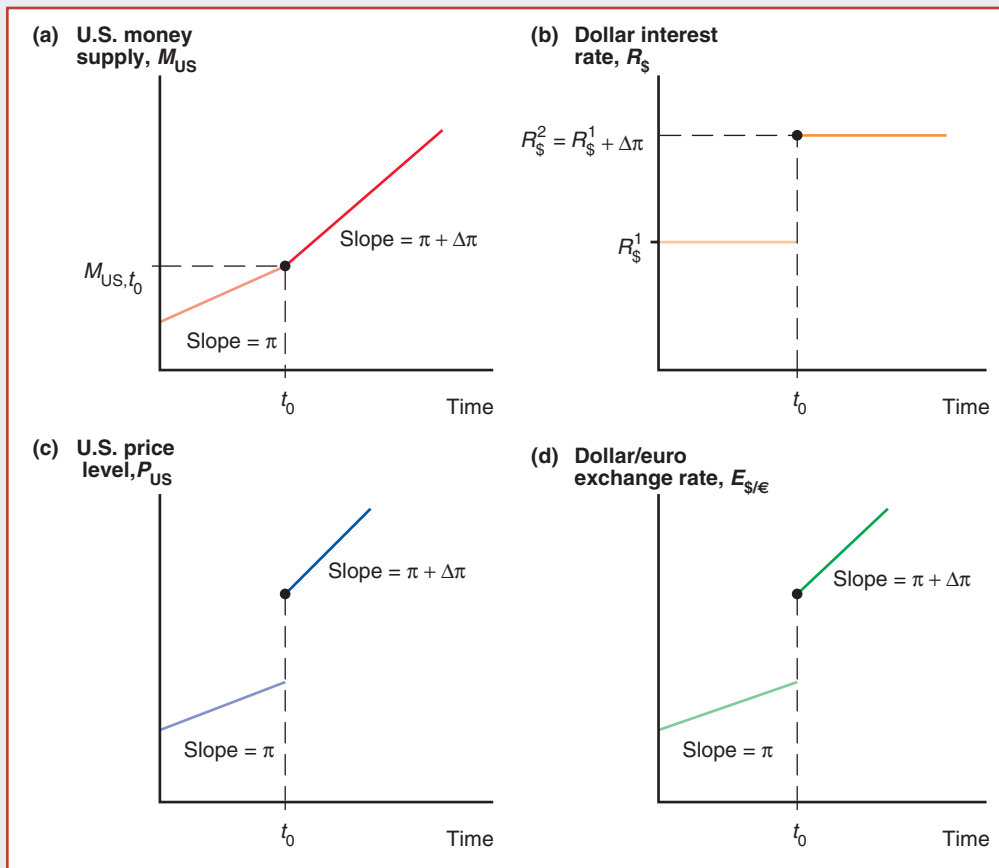 (a) U.S. money
supply, M_US
M_US,t_0
Slope = π + Δπ
Slope = π
t_0
Time
(b) Dollar interest
rate, R_$
R_$^2 = R_$^1 + Δπ
R_$^1
t_0
Time
(c) U.S. price
level,P_US
Slope = π + Δπ
Slope = π
t_0
Time
(d) Dollar/euro
exchange rate, E_$/€
Slope = π + Δπ
Slope = π
t_0
Time